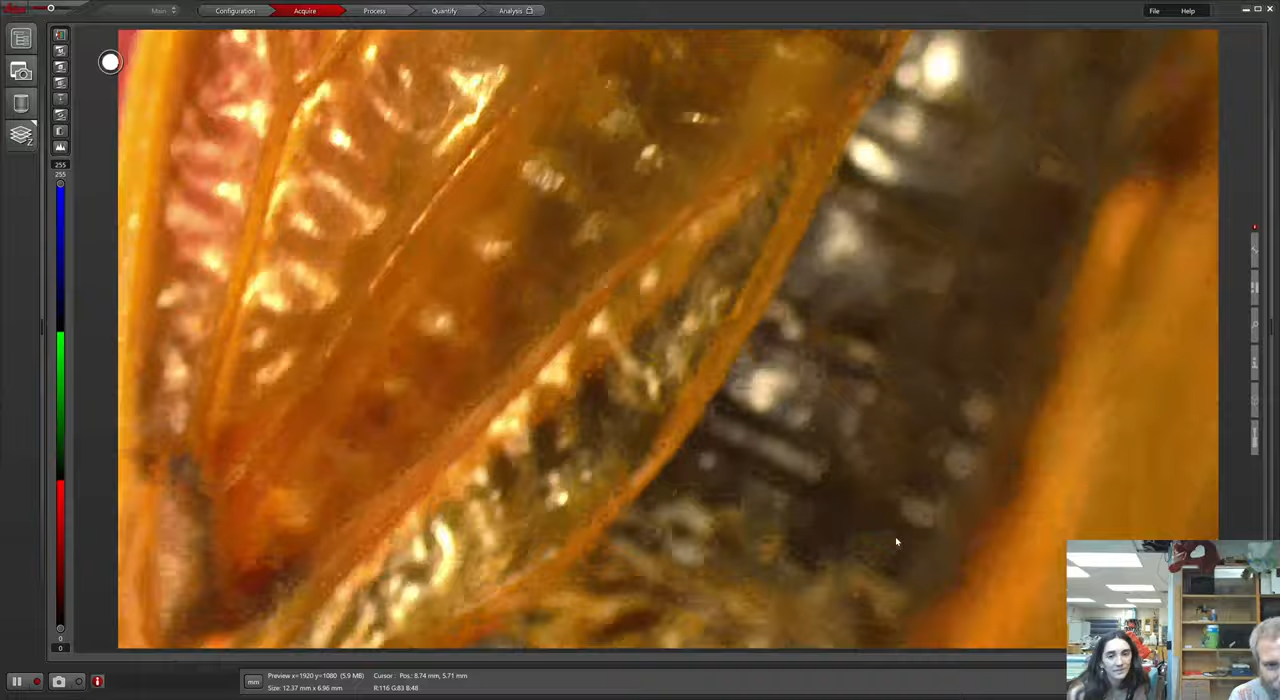 Main
Configuration
Acquire
Process
Quantify
Analysis
File
Help
255
255
0
0
mm
Preview x=1920 y=1080 (5.9 MB)
Size: 12.37 mm x 6.96 mm
Cursor : Pos.: 8.74 mm, 5.71 mm
R:116 G:83 B:48